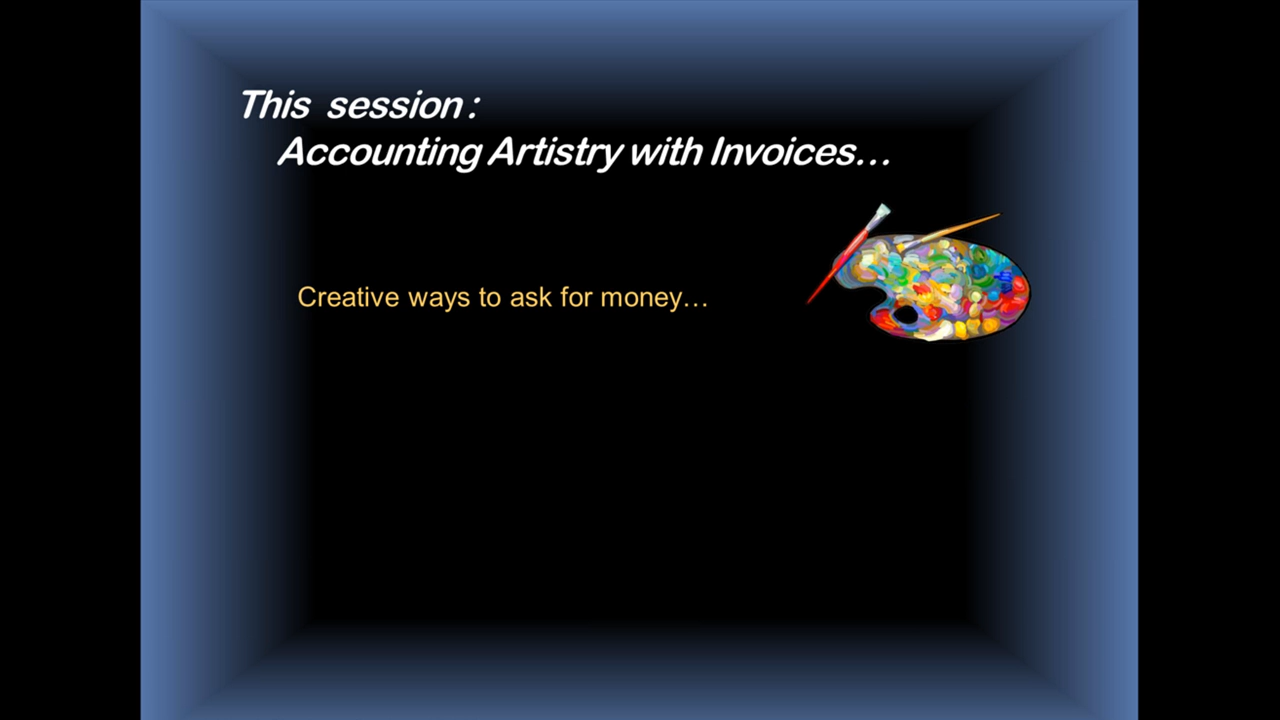 This session :
Accounting Artistry with Invoices...
Creative ways to ask for money...